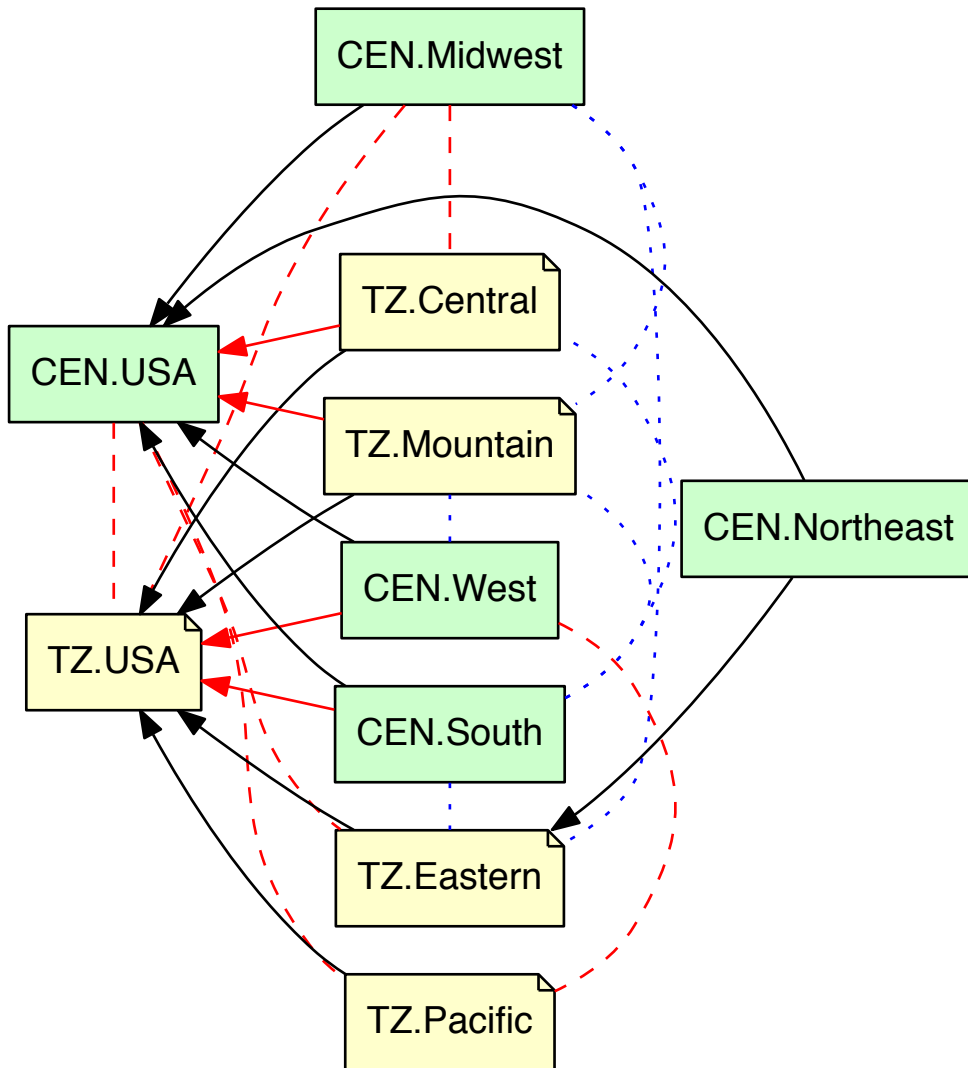 CEN.Midwest
TZ.Central
CEN.USA
TZ.Mountain
CEN.Northeast
CEN.West
TZ.USA
CEN.South
TZ.Eastern
TZ.Pacific